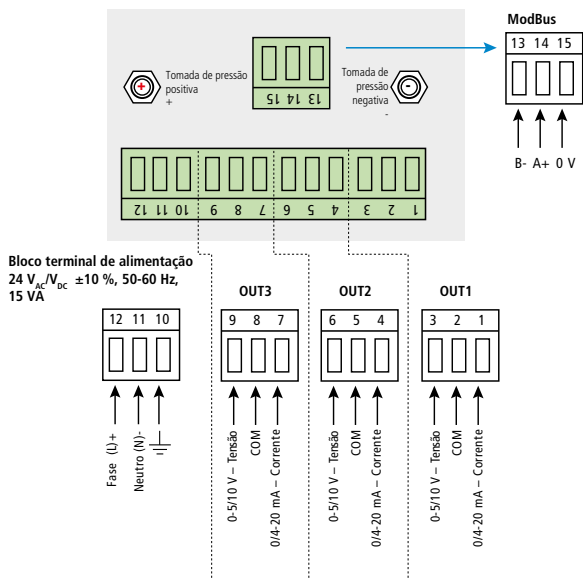 ModBus
13 14 15
B- A+ 0 V
Tomada de pressão
positiva
+
Tomada de
pressão
negativa
-
+
-
15 14 13
12 11 10 9 8 7 6 5 4 3 2 1
Bloco terminal de alimentação
24 VAC/VDC ±10 %, 50-60 Hz,
15 VA
12 11 10
Fase (L)+
Neutro (N)-
OUT3
9 8 7
0-5/10 V – Tensão
COM
0/4-20 mA – Corrente
OUT2
6 5 4
0-5/10 V – Tensão
COM
0/4-20 mA – Corrente
OUT1
3 2 1
0-5/10 V – Tensão
COM
0/4-20 mA – Corrente